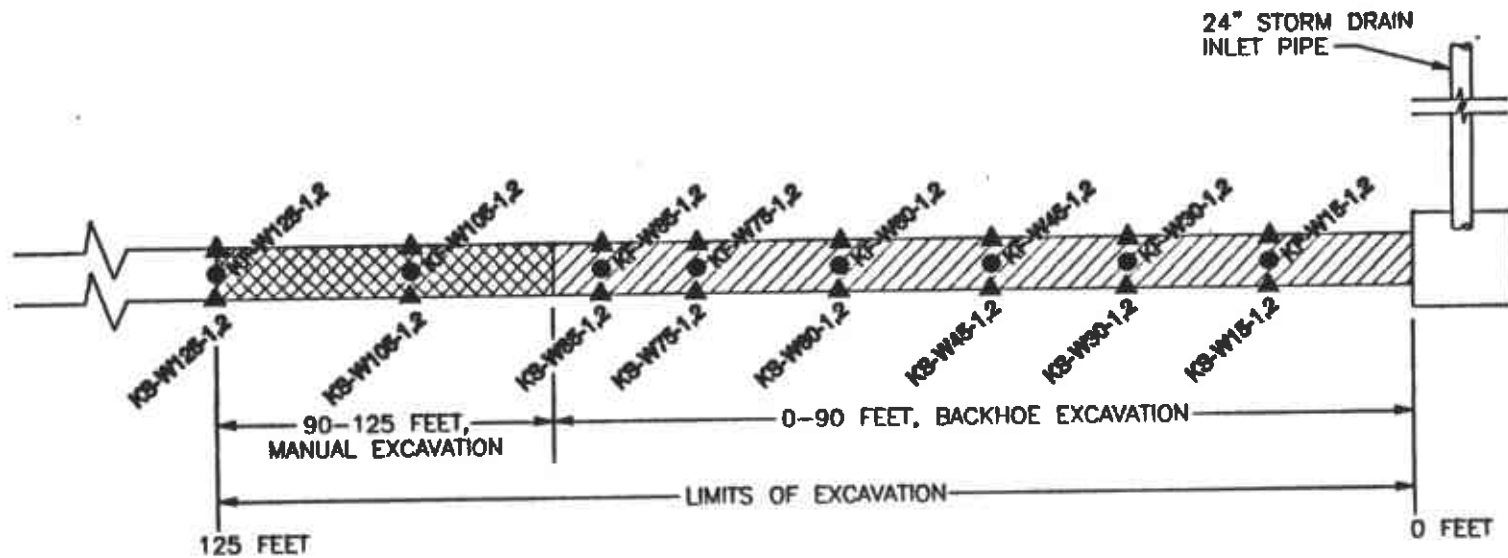 24" STORM DRAIN
INLET PIPE
KF-W125-1,2
KF-W105-1,2
KF-W85-1,2
KF-W75-1,2
KF-W60-1,2
KF-W45-1,2
KF-W30-1,2
KF-W15-1,2
KS-W125-1,2
KS-W105-1,2
KS-W85-1,2
KS-W75-1,2
KS-W60-1,2
KS-W45-1,2
KS-W30-1,2
KS-W15-1,2
90-125 FEET,
MANUAL EXCAVATION
0-90 FEET, BACKHOE EXCAVATION
LIMITS OF EXCAVATION
125 FEET
0 FEET